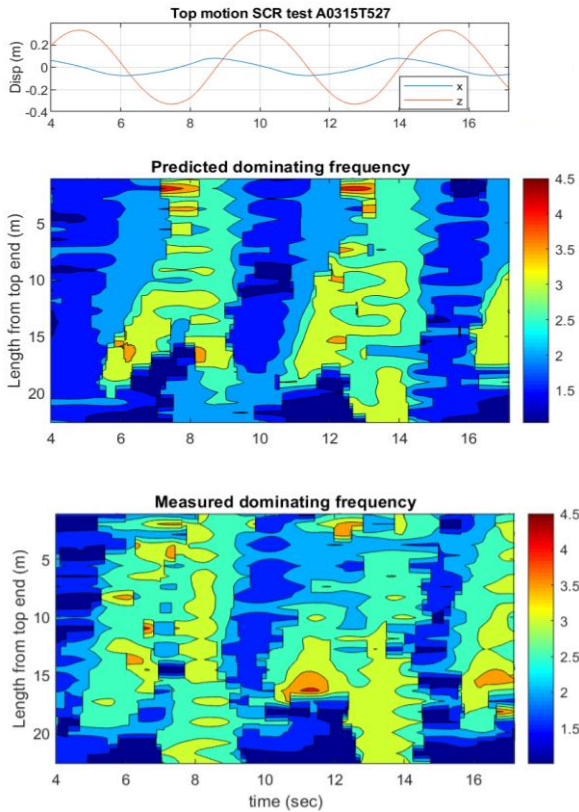 Top motion SCR test A0315T527
Disp (m)
0.2
0
-0.2
-0.4
x
z
4 6 8 10 12 14 16
Predicted dominating frequency
Length from top end (m)
5
10
15
20
4 6 8 10 12 14 16
4.5
4
3.5
3
2.5
2
1.5
Measured dominating frequency
Length from top end (m)
5
10
15
20
4 6 8 10 12 14 16
time (sec)
4.5
4
3.5
3
2.5
2
1.5